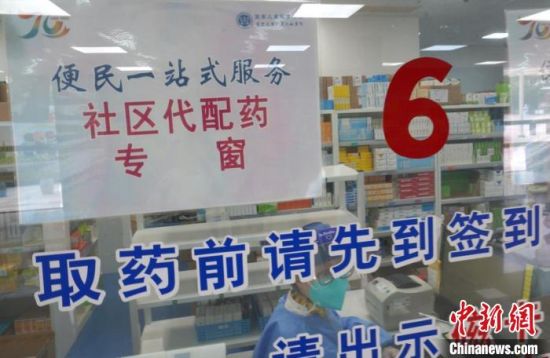 便民一站式服务
社区代配药
专 窗
6
取药前请先到签到
请出示
中新网
Chinanews.com